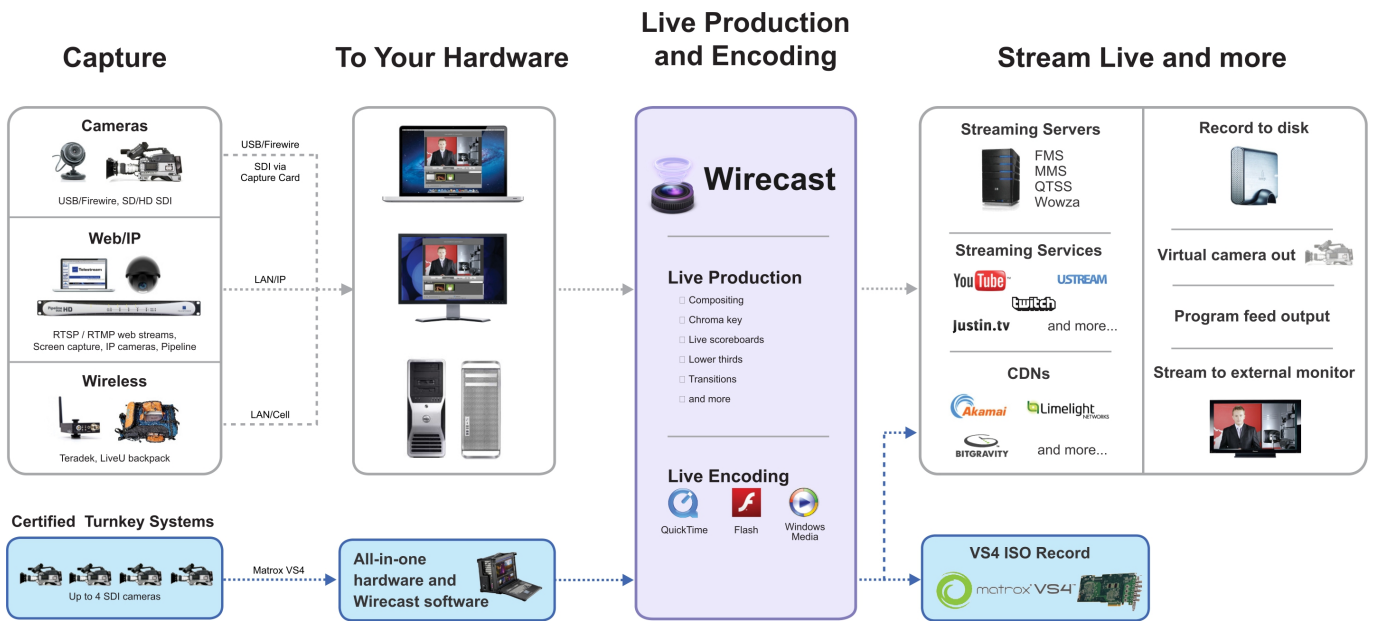 Capture
To Your Hardware
Live Production
and Encoding
Stream Live and more
Cameras
USB/Firewire, SD/HD SDI
Web/IP
Telestream
HD
RTSP / RTMP web streams,
Screen capture, IP cameras, Pipeline
Wireless
Teradek, LiveU backpack
USB/Firewire
SDI via
Capture Card
LAN/IP
LAN/Cell
Wirecast
Live Production
Compositing
Chroma key
Live scoreboards
Lower thirds
Transitions
and more
Live Encoding
QuickTime
Flash
Windows
Media
Streaming Servers
FMS
MMS
QTSS
Wowza
Streaming Services
YouTube
USTREAM
twitch
justin.tv
and more...
CDNs
Akamai
Limelight
NETWORKS
BITGRAVITY
and more...
Record to disk
Virtual camera out
Program feed output
Stream to external monitor
Certified Turnkey Systems
Up to 4 SDI cameras
Matrox VS4
All-in-one
hardware and
Wirecast software
VS4 ISO Record
matrox VS4™